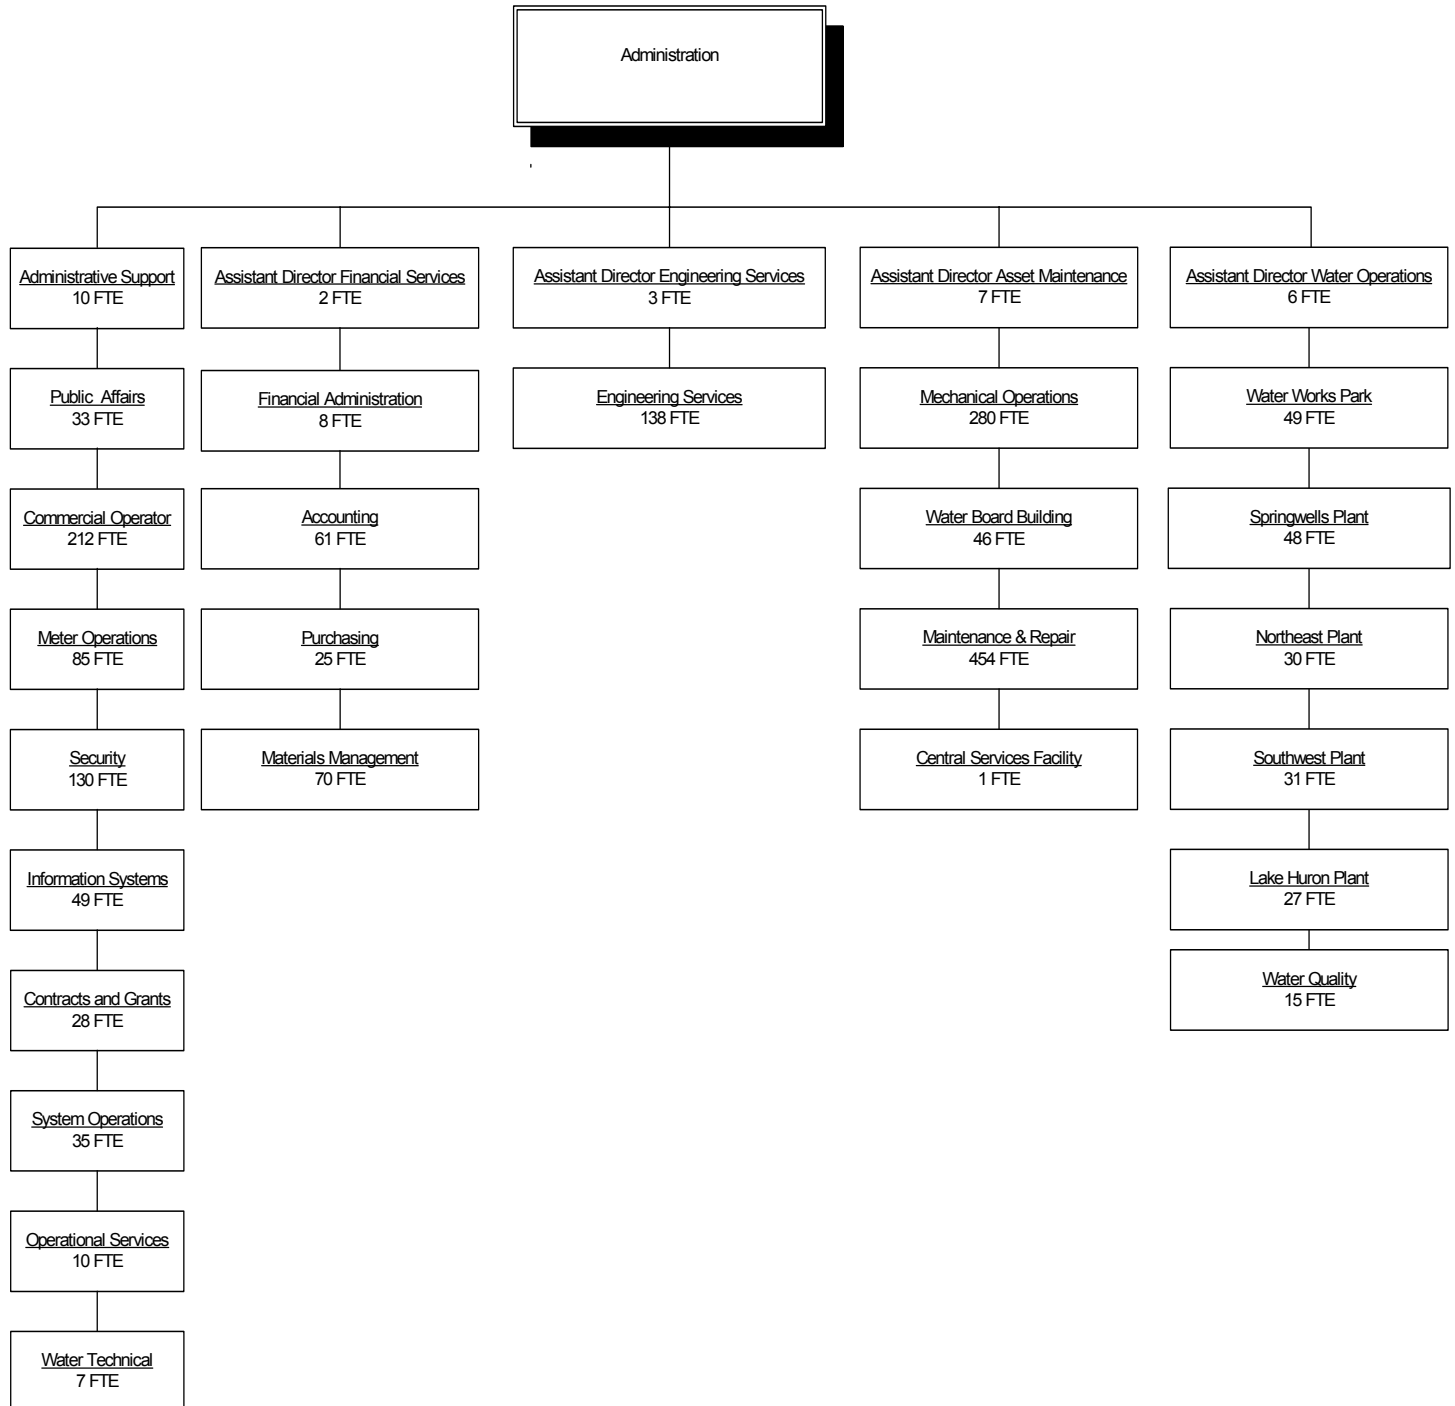 Administration
Administrative Support
10 FTE
Public Affairs
33 FTE
Commercial Operator
212 FTE
Meter Operations
85 FTE
Security
130 FTE
Information Systems
49 FTE
Contracts and Grants
28 FTE
System Operations
35 FTE
Operational Services
10 FTE
Water Technical
7 FTE
Assistant Director Financial Services
2 FTE
Financial Administration
8 FTE
Accounting
61 FTE
Purchasing
25 FTE
Materials Management
70 FTE
Assistant Director Engineering Services
3 FTE
Engineering Services
138 FTE
Assistant Director Asset Maintenance
7 FTE
Mechanical Operations
280 FTE
Water Board Building
46 FTE
Maintenance & Repair
454 FTE
Central Services Facility
1 FTE
Assistant Director Water Operations
6 FTE
Water Works Park
49 FTE
Springwells Plant
48 FTE
Northeast Plant
30 FTE
Southwest Plant
31 FTE
Lake Huron Plant
27 FTE
Water Quality
15 FTE